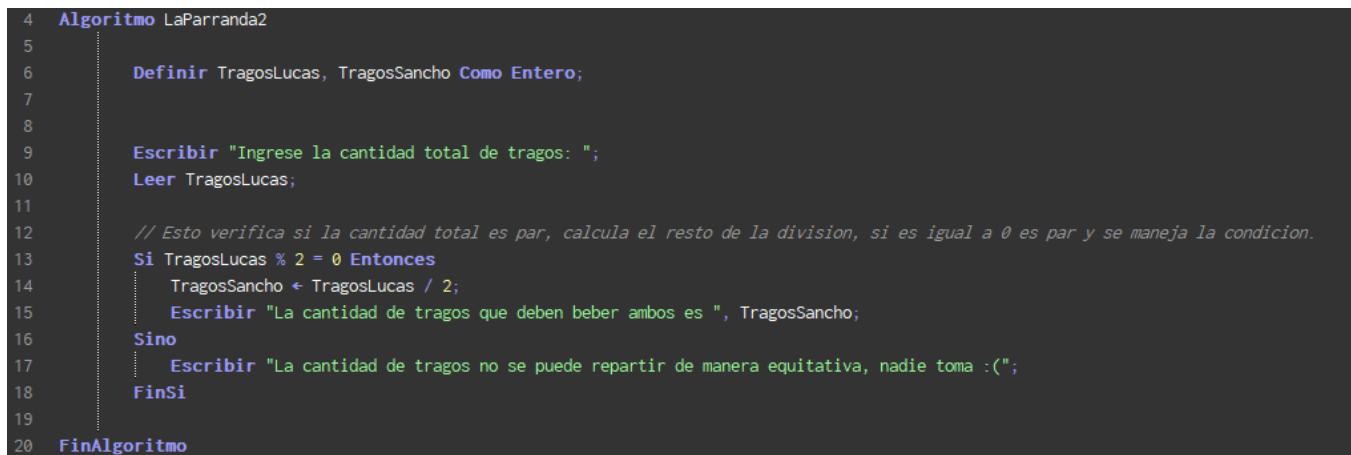 4 Algoritmo LaParranda2
5
6 Definir TragosLucas, TragosSancho Como Entero;
7
8
9 Escribir "Ingrese la cantidad total de tragos: ";
10 Leer TragosLucas;
11
12 // Esto verifica si la cantidad total es par, calcula el resto de la division, si es igual a 0 es par y se maneja la condicion.
13 Si TragosLucas % 2 = 0 Entonces
14 TragosSancho ← TragosLucas / 2;
15 Escribir "La cantidad de tragos que deben beber ambos es ", TragosSancho;
16 Sino
17 Escribir "La cantidad de tragos no se puede repartir de manera equitativa, nadie toma :(";
18 FinSi
19
20 FinAlgoritmo